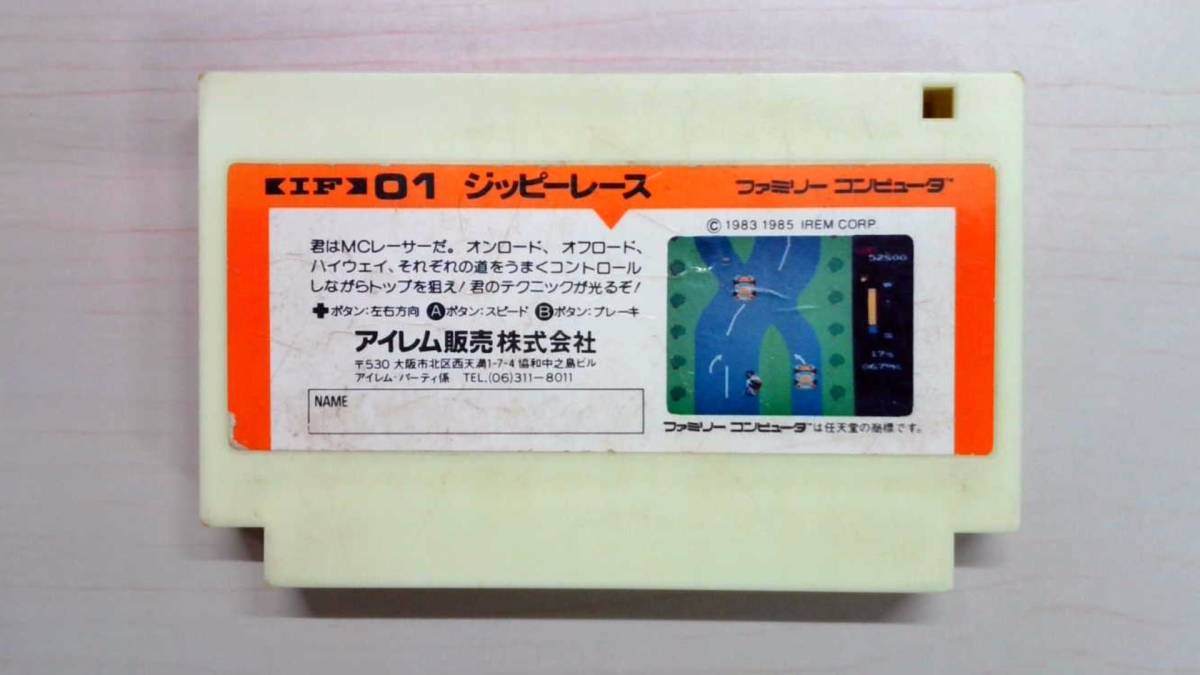 【IF】01 ジッピーレース ファミリー コンピュータ™
© 1983 1985 IREM CORP.
君はMCレーサーだ。オンロード、オフロード、
ハイウェイ、それぞれの道をうまくコントロール
しながらトップを狙え！君のテクニックが光るぞ！
✚ボタン：左右方向 Ⓐボタン：スピード Ⓑボタン：ブレーキ
アイレム販売株式会社
〒530 大阪市北区西天満1-7-4 協和中之島ビル
アイレム・パーティ係 TEL.(06)311-8011
NAME
52800
ファミリー コンピュータ™は任天堂の商標です。